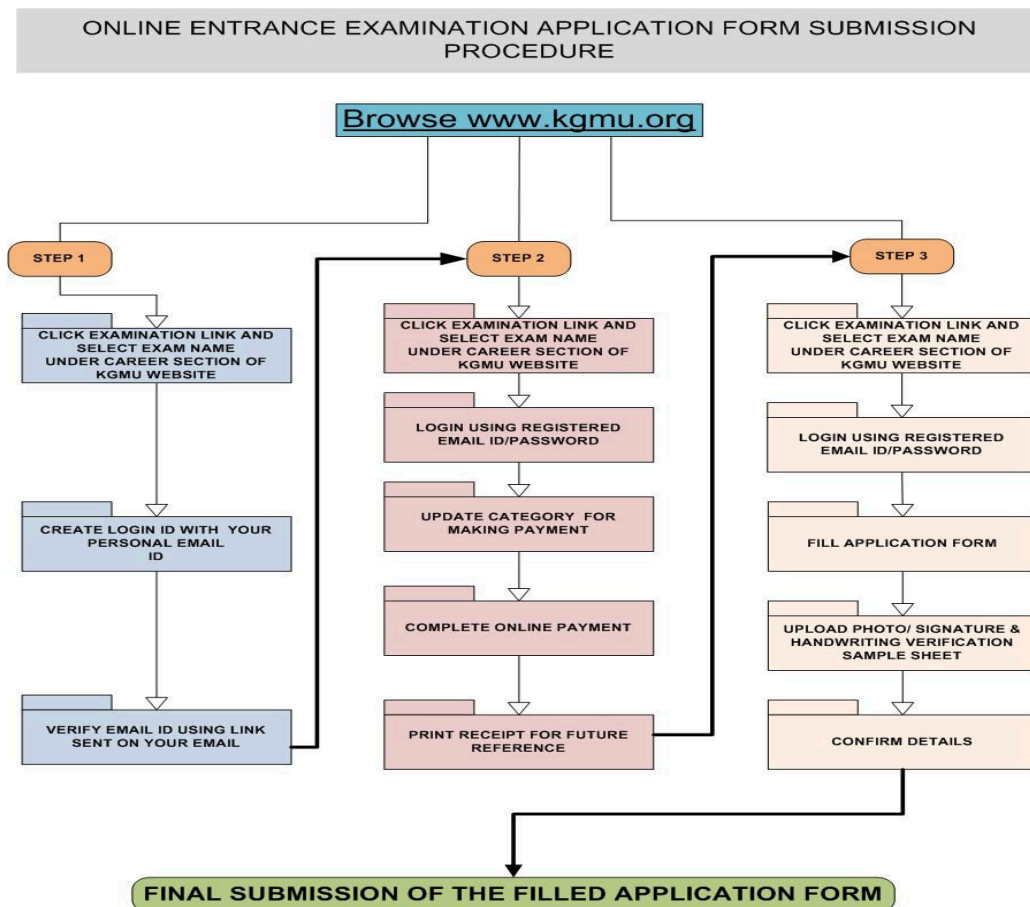 ONLINE ENTRANCE EXAMINATION APPLICATION FORM SUBMISSION
PROCEDURE
Browse www.kgmu.org
STEP 1
CLICK EXAMINATION LINK AND
SELECT EXAM NAME
UNDER CAREER SECTION OF
KGMU WEBSITE
CREATE LOGIN ID WITH YOUR
PERSONAL EMAIL
ID
VERIFY EMAIL ID USING LINK
SENT ON YOUR EMAIL
STEP 2
CLICK EXAMINATION LINK AND
SELECT EXAM NAME
UNDER CAREER SECTION OF
KGMU WEBSITE
LOGIN USING REGISTERED
EMAIL ID/PASSWORD
UPDATE CATEGORY FOR
MAKING PAYMENT
COMPLETE ONLINE PAYMENT
PRINT RECEIPT FOR FUTURE
REFERENCE
STEP 3
CLICK EXAMINATION LINK AND
SELECT EXAM NAME
UNDER CAREER SECTION OF
KGMU WEBSITE
LOGIN USING REGISTERED
EMAIL ID/PASSWORD
FILL APPLICATION FORM
UPLOAD PHOTO/ SIGNATURE &
HANDWRITING VERIFICATION
SAMPLE SHEET
CONFIRM DETAILS
FINAL SUBMISSION OF THE FILLED APPLICATION FORM